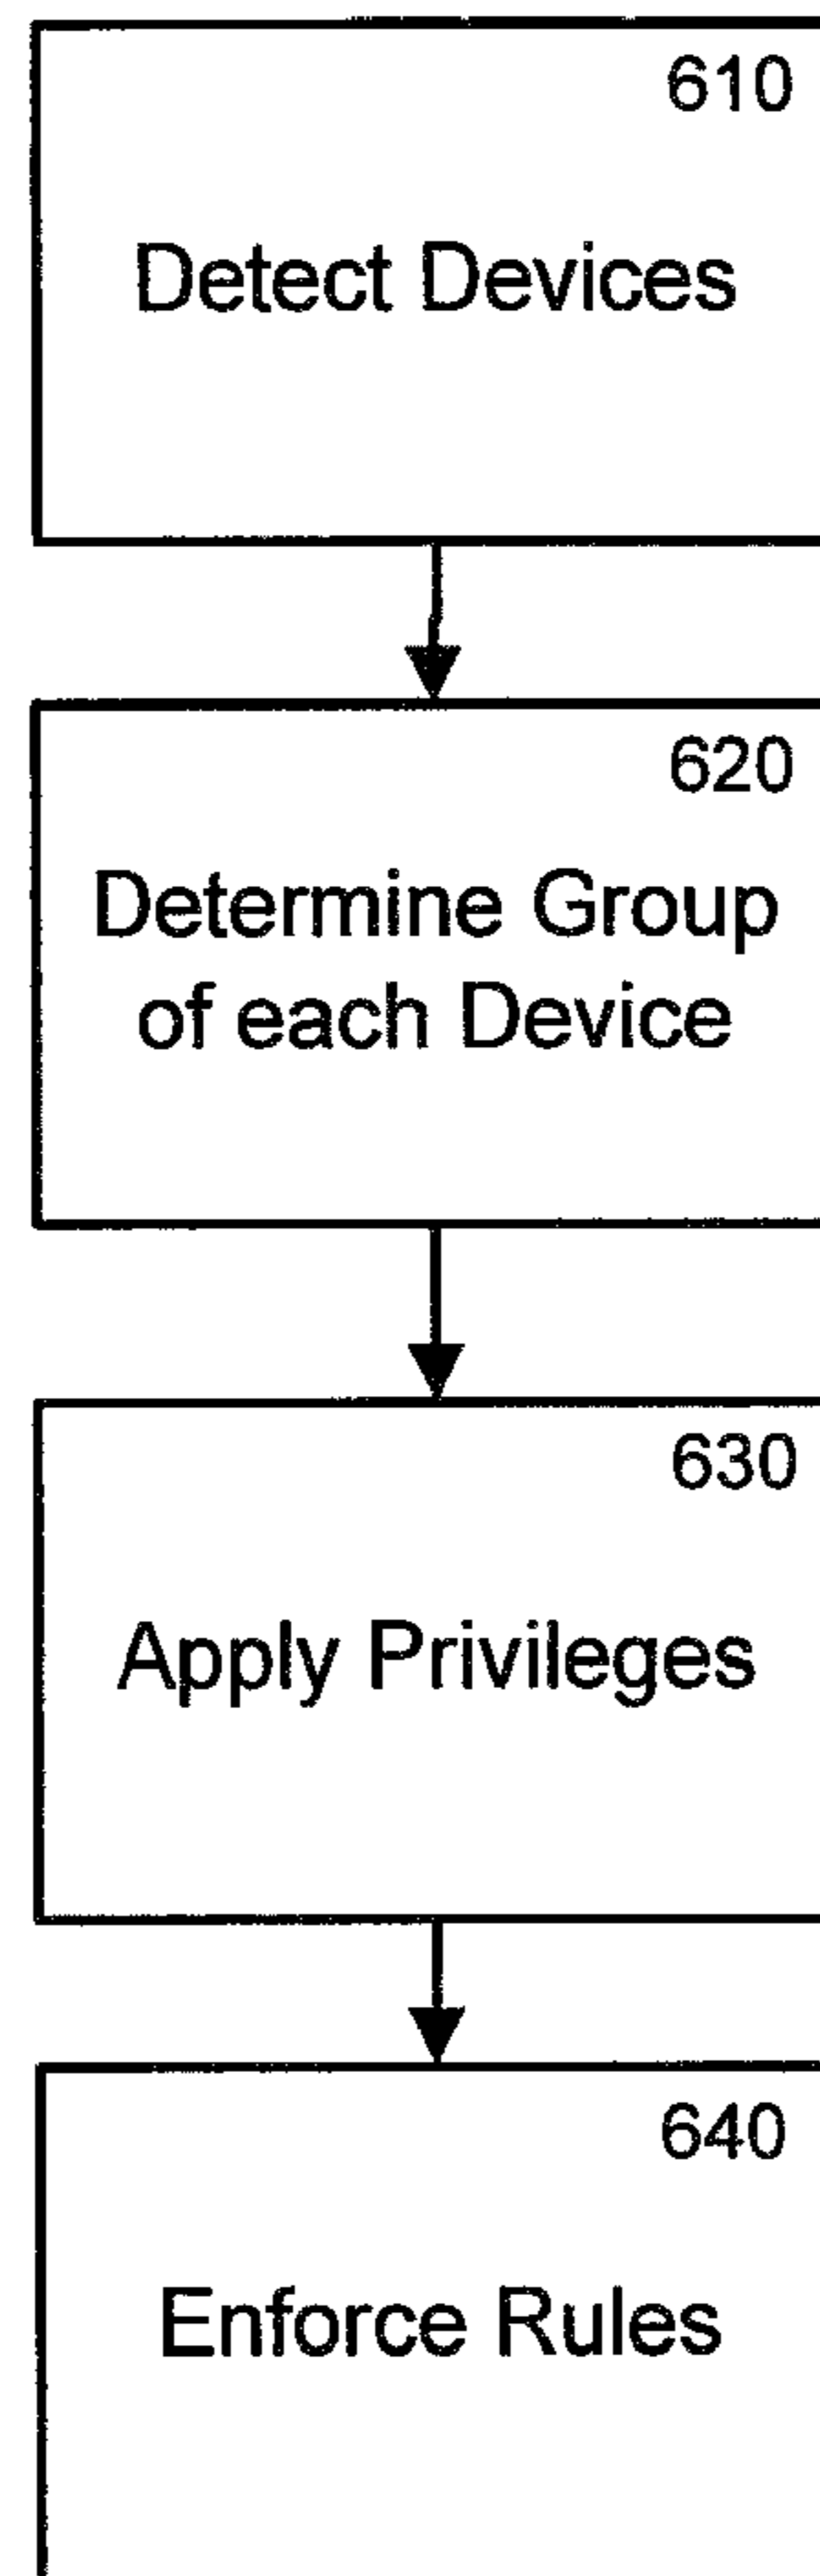 610
Detect Devices
620
Determine Group
of each Device
630
Apply Privileges
640
Enforce Rules